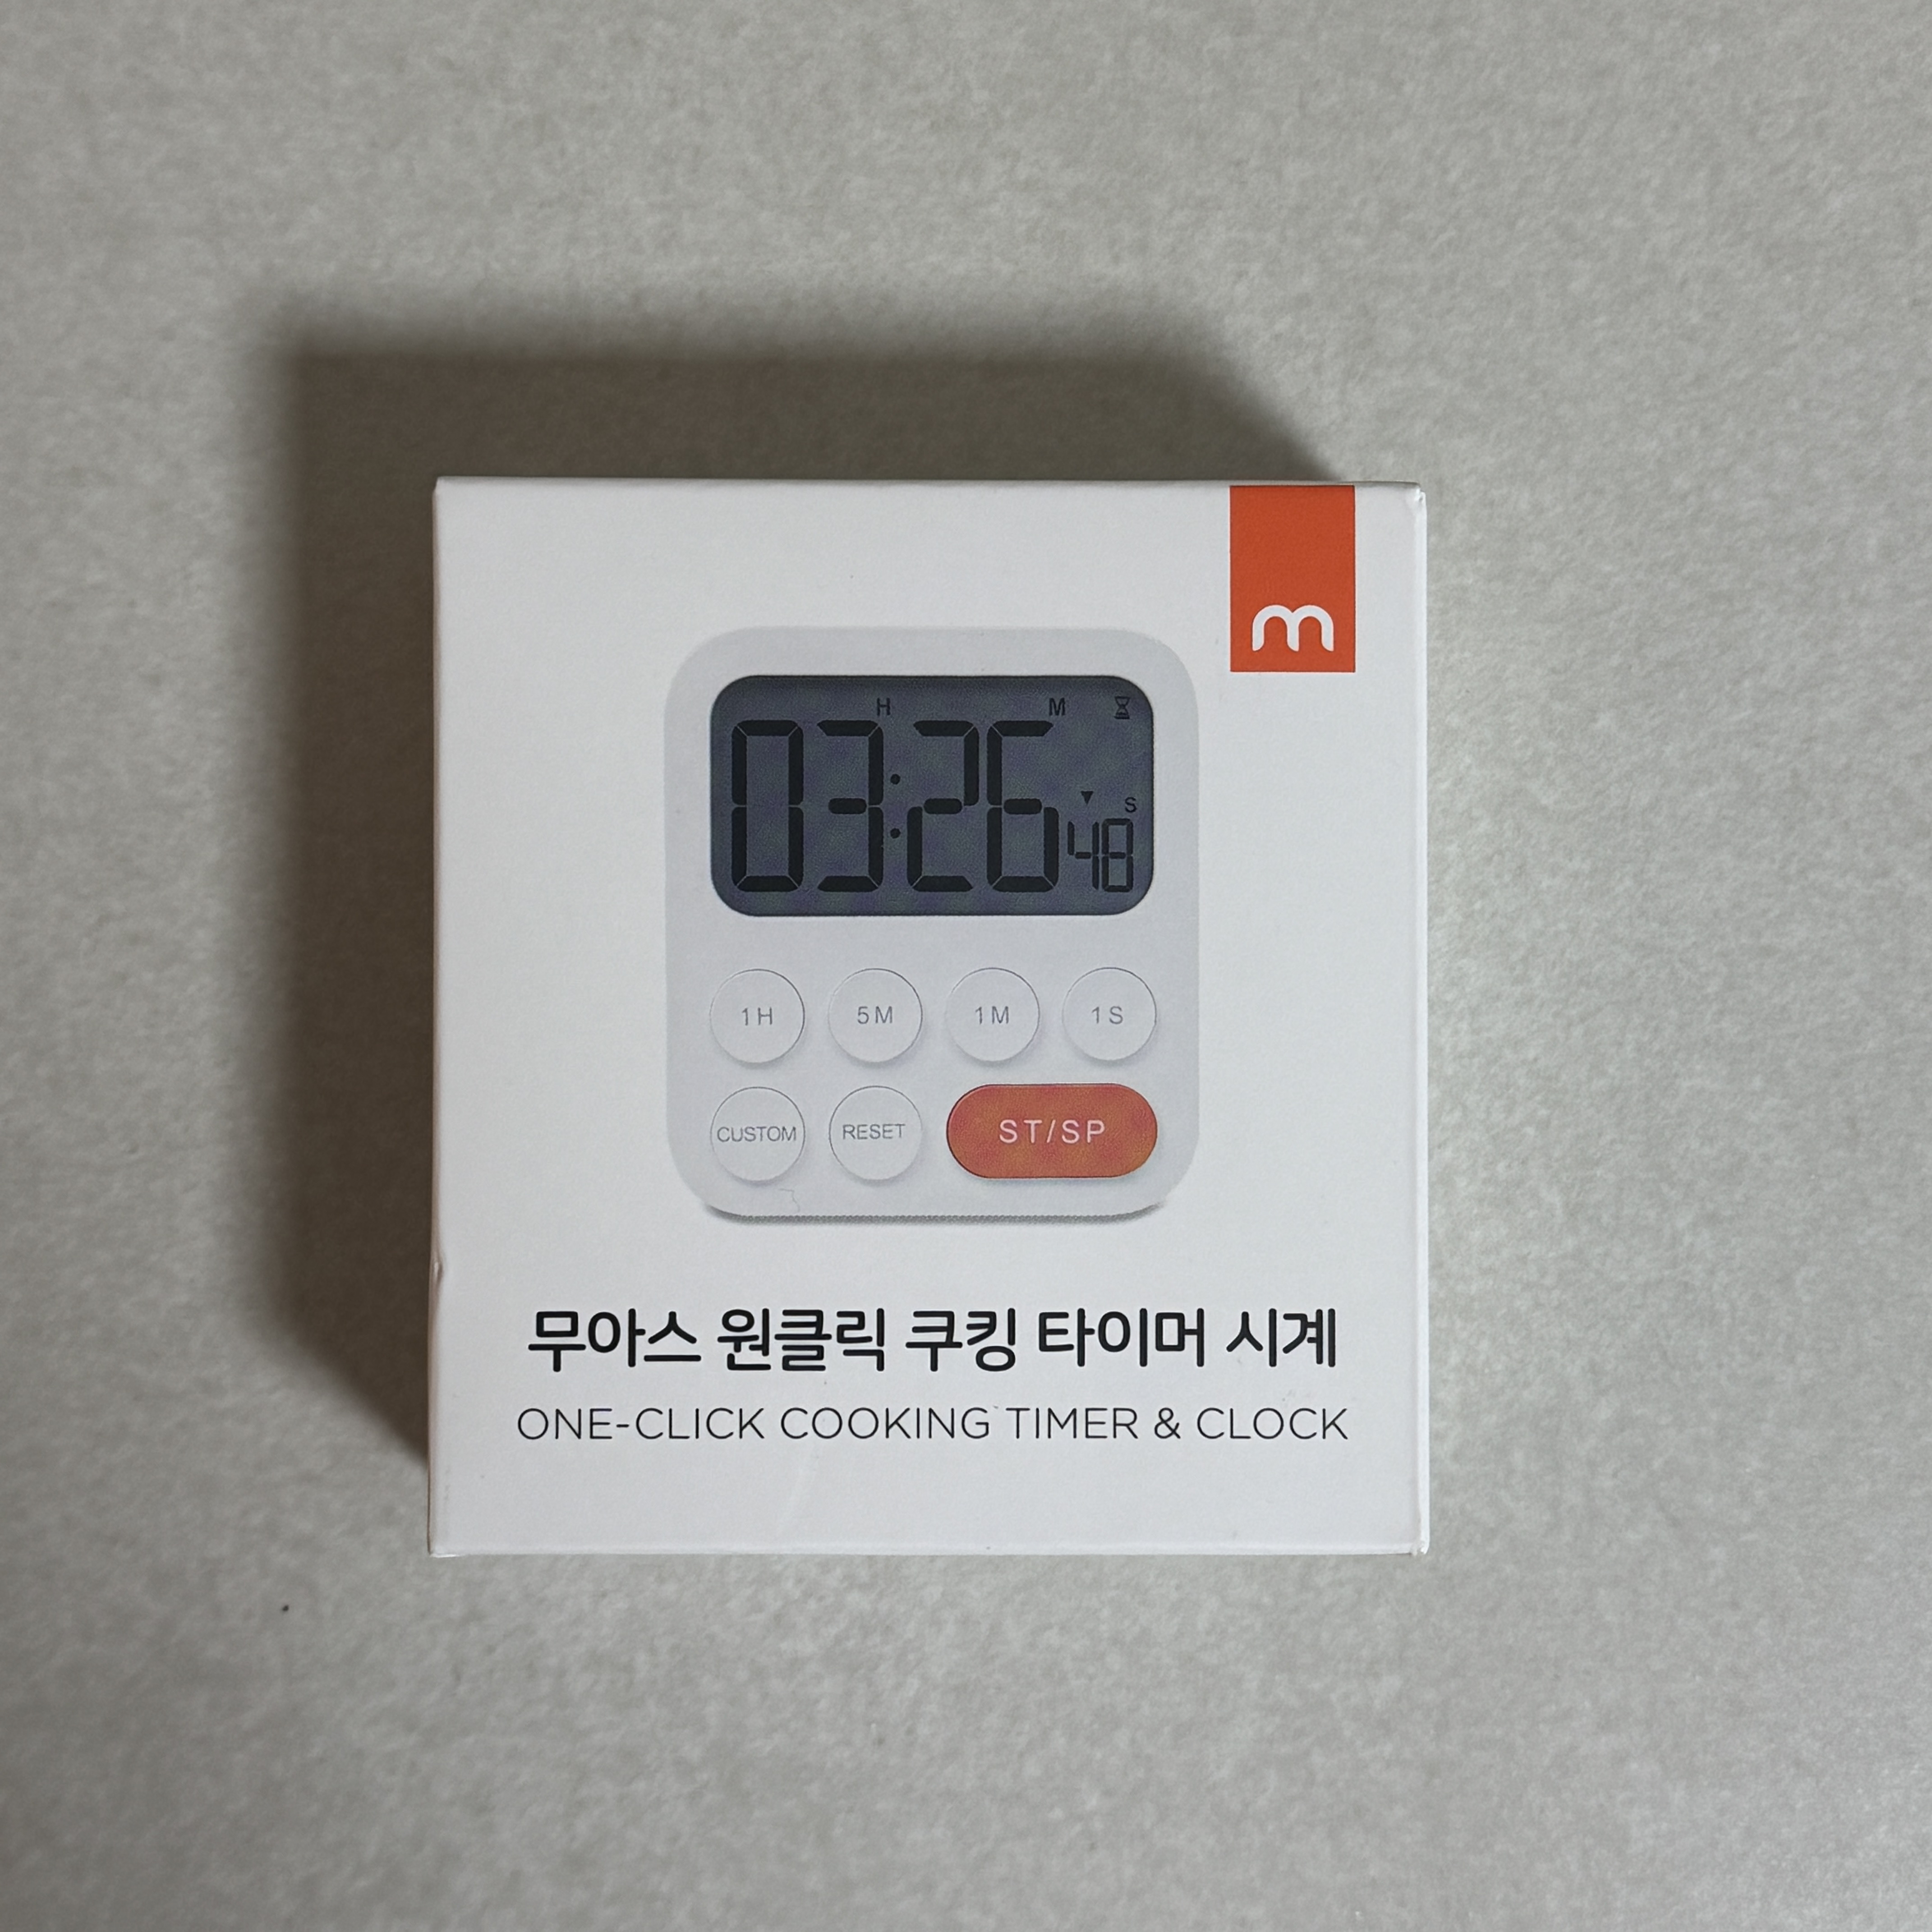 m
H M
03:26 48
S
1H 5M 1M 1S
CUSTOM RESET ST/SP
무아스 원클릭 쿠킹 타이머 시계
ONE-CLICK COOKING TIMER & CLOCK